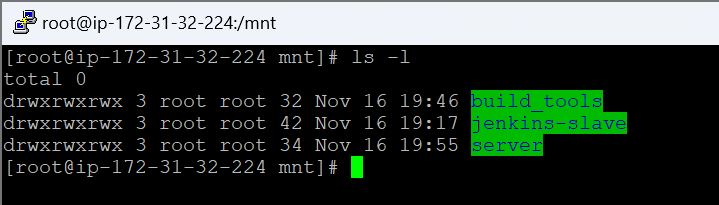 root@ip-172-31-32-224:/mnt
[root@ip-172-31-32-224 mnt]# ls -l
total 0
drwxrwxrwx 3 root root 32 Nov 16 19:46 build_tools
drwxrwxrwx 3 root root 42 Nov 16 19:17 jenkins-slave
drwxrwxrwx 3 root root 34 Nov 16 19:55 server
[root@ip-172-31-32-224 mnt]#